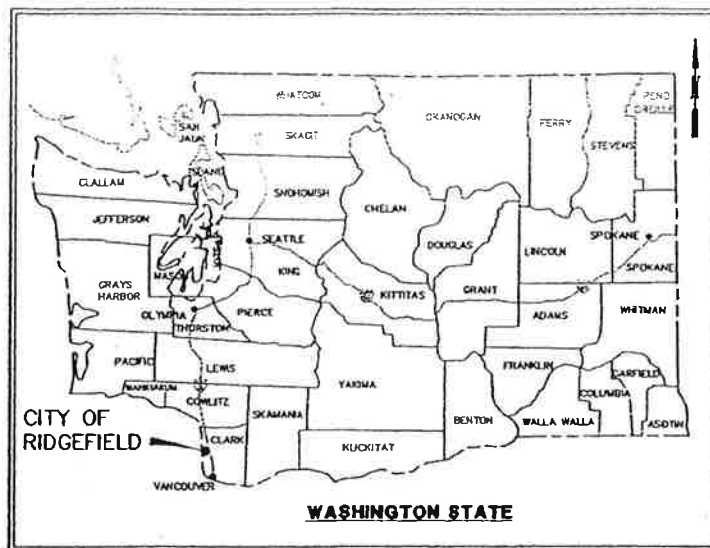 WHATCOM
OKANOGAN
FERRY
PEND
OREILLE
SAN
JAUN
SKAGIT
STEVENS
ISLAND
CLALLAM
SNOHOMISH
CHELAN
JEFFERSON
DOUGLAS
SEATTLE
LINCOLN
SPOKANE
MASON
KING
SPOKANE
GRAYS
HARBOR
KITTITAS
GRANT
OLYMPIA
THURSTON
PIERCE
ADAMS
WHITMAN
PACIFIC
LEWIS
FRANKLIN
GARFIELD
WAHKIAKUM
COWLITZ
YAKIMA
COLUMBIA
CITY OF
RIDGEFIELD
SKAMANIA
BENTON
WALLA WALLA
ASOTIN
CLARK
KLICKITAT
VANCOUVER
WASHINGTON STATE